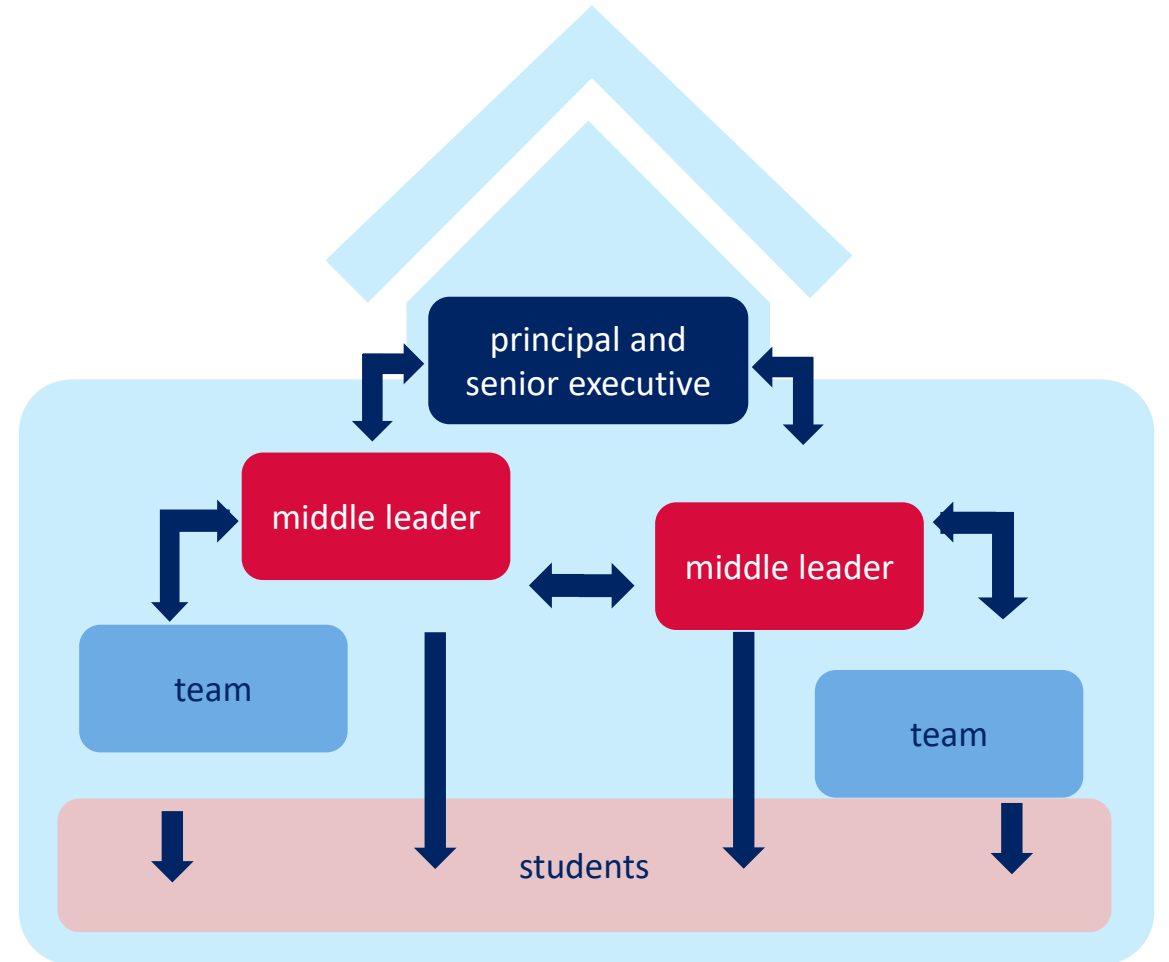 principal and
senior executive
middle leader
middle leader
team
team
students